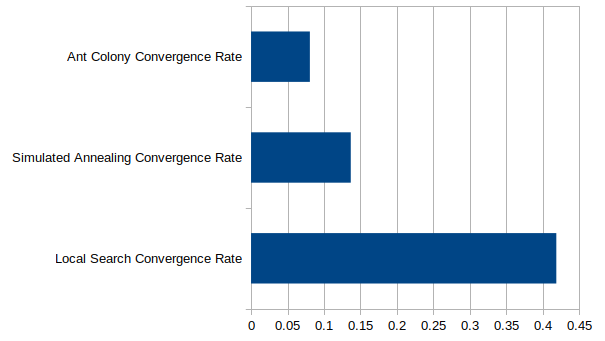 Ant Colony Convergence Rate
Simulated Annealing Convergence Rate
Local Search Convergence Rate
0 0.05 0.1 0.15 0.2 0.25 0.3 0.35 0.4 0.45